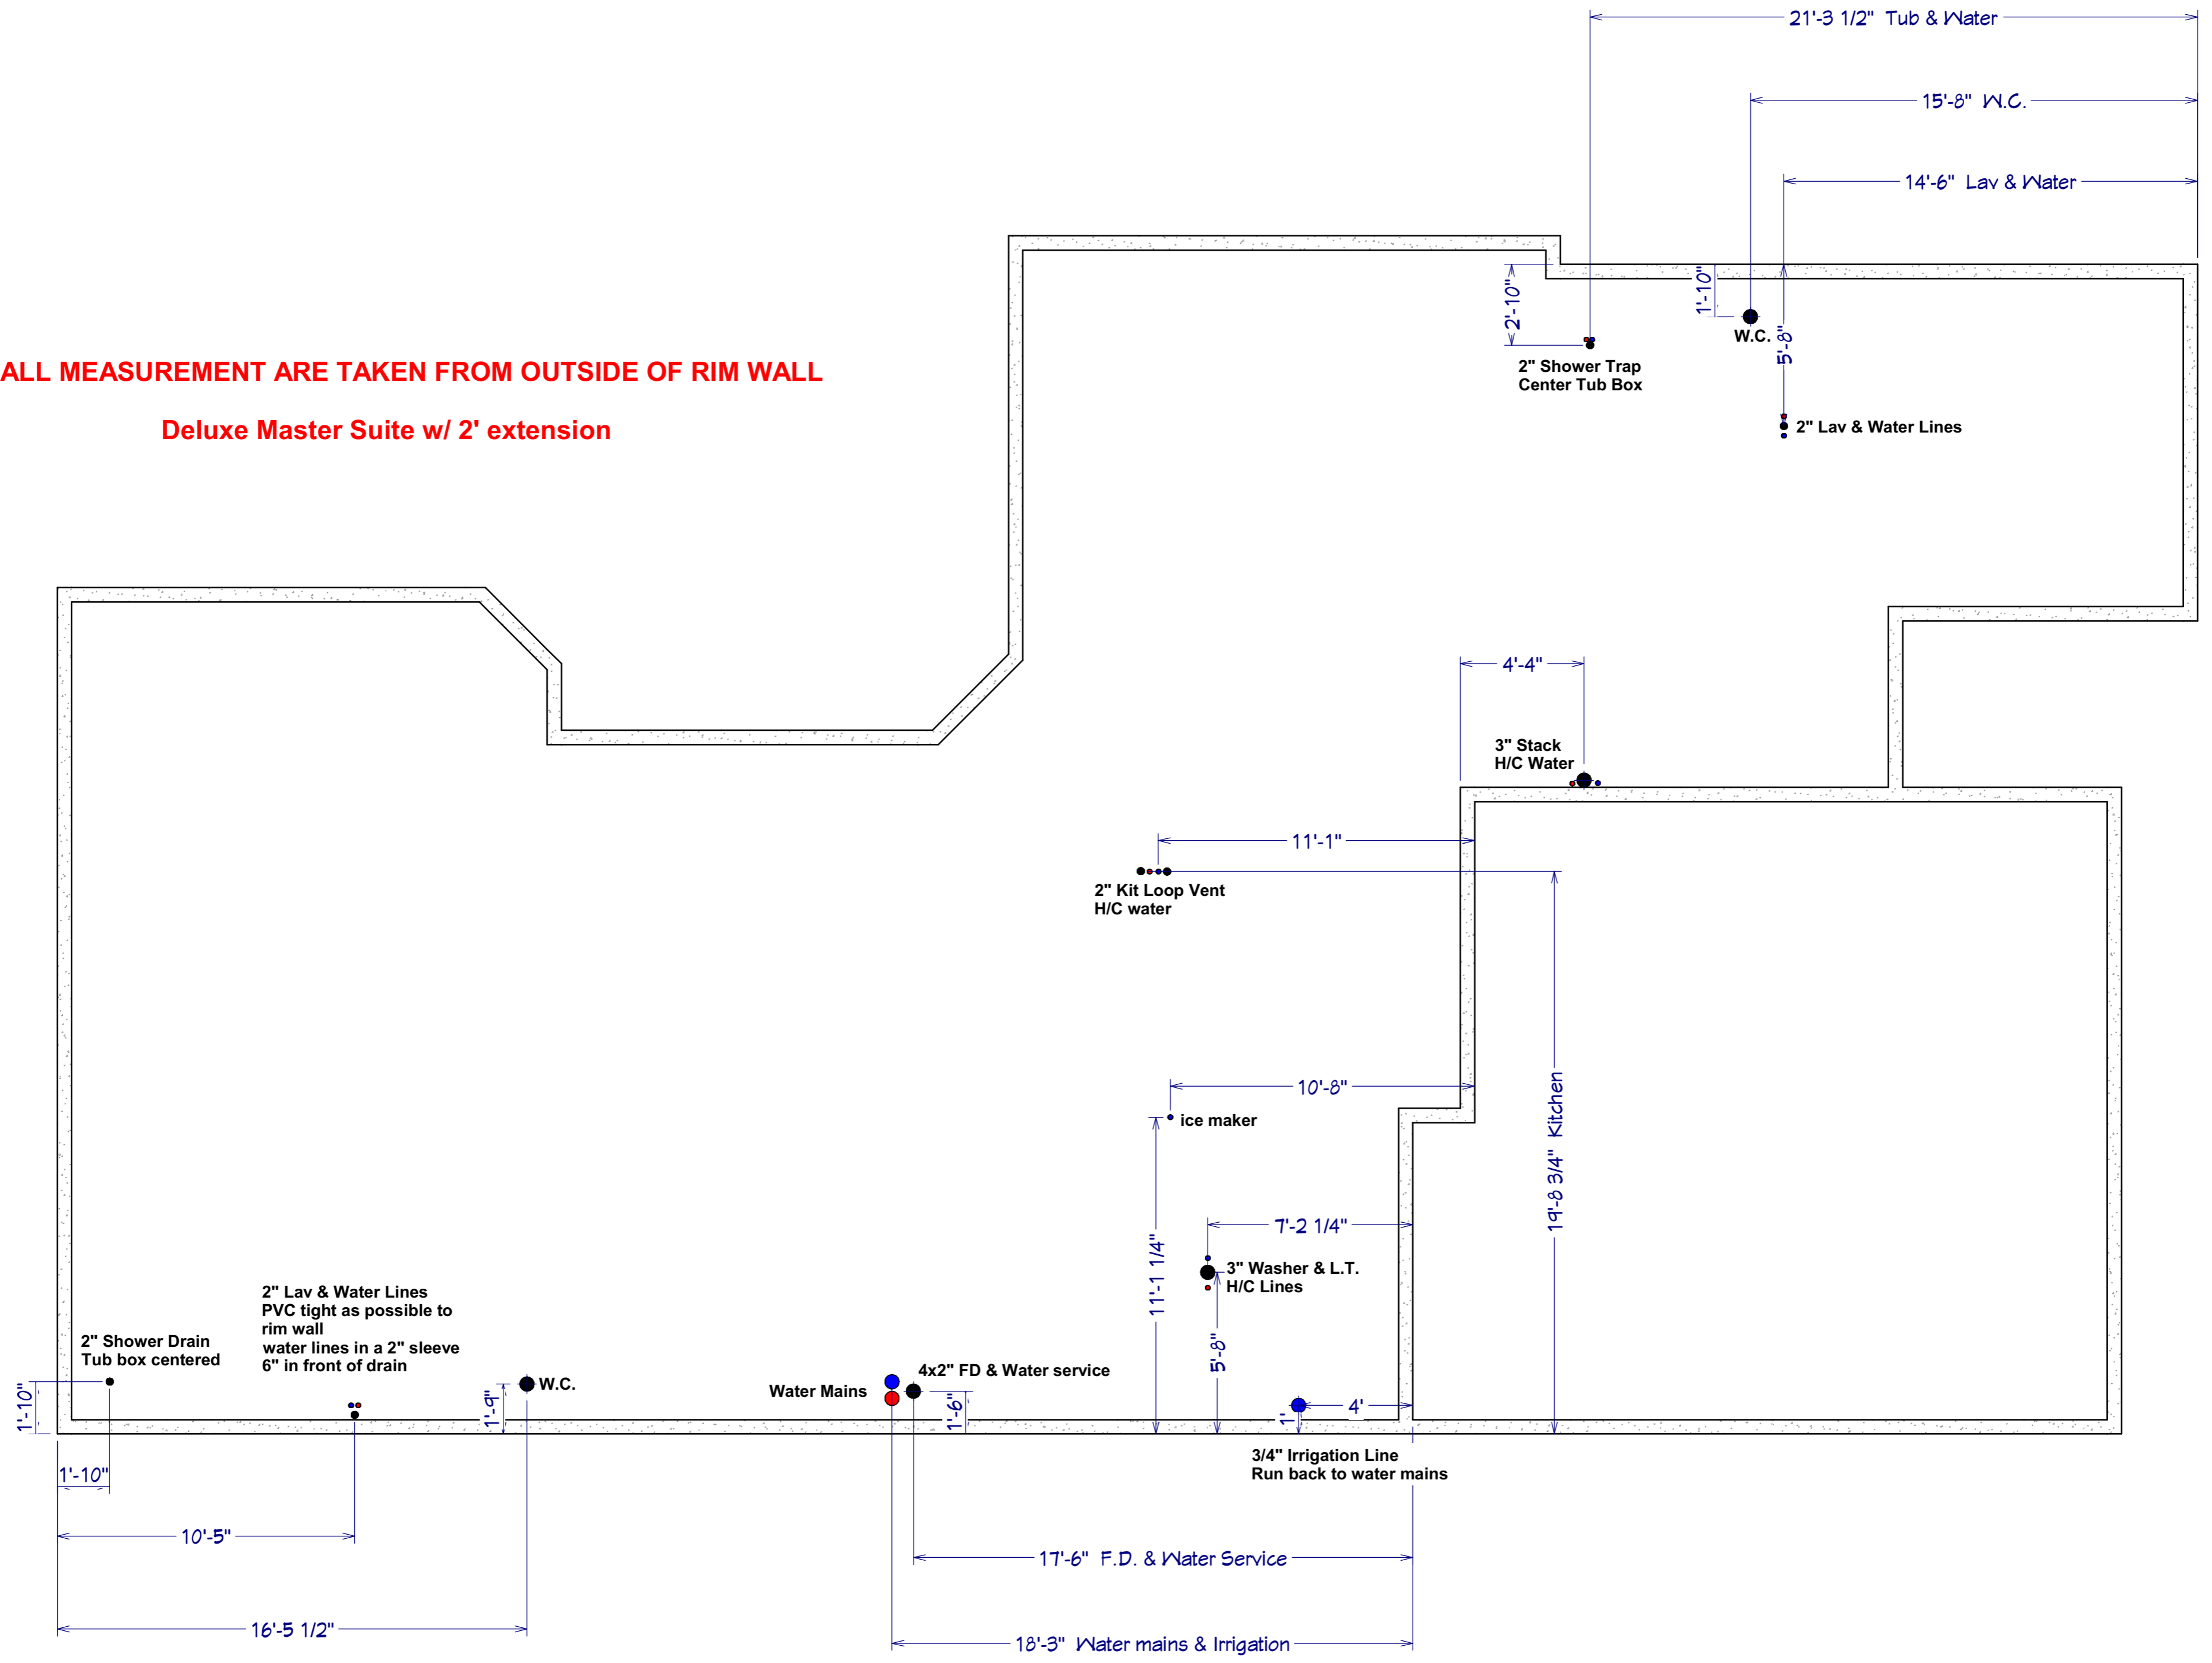 21'-3 1/2" Tub & Water
15'-8" W.C.
14'-6" Lav & Water
2'-10"
1'-10"
5'-8"
W.C.
2" Shower Trap
Center Tub Box
2" Lav & Water Lines
ALL MEASUREMENT ARE TAKEN FROM OUTSIDE OF RIM WALL
Deluxe Master Suite w/ 2' extension
4'-4"
3" Stack
H/C Water
11'-1"
2" Kit Loop Vent
H/C water
19'-8 3/4" Kitchen
10'-8"
ice maker
11'-1 1/4"
7'-2 1/4"
3" Washer & L.T.
H/C Lines
5'-8"
2" Lav & Water Lines
PVC tight as possible to
rim wall
water lines in a 2" sleeve
6" in front of drain
2" Shower Drain
Tub box centered
1'-10"
1'-9"
W.C.
Water Mains
4x2" FD & Water service
1'-6"
1'
4'
3/4" Irrigation Line
Run back to water mains
1'-10"
10'-5"
17'-6" F.D. & Water Service
16'-5 1/2"
18'-3" Water mains & Irrigation